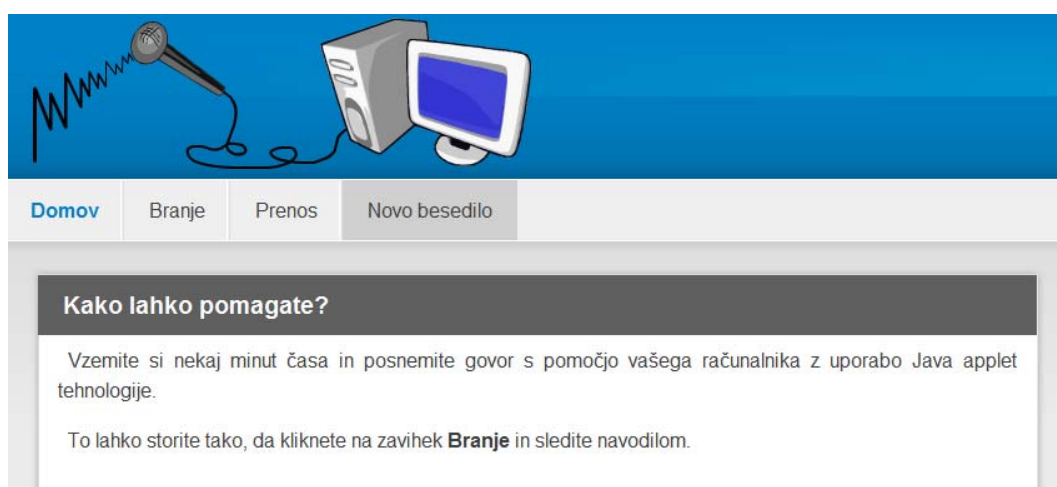 Domov Branje Prenos Novo besedilo
Kako lahko pomagate?
Vzemite si nekaj minut časa in posnemite govor s pomočjo vašega računalnika z uporabo Java applet
tehnologije.
To lahko storite tako, da kliknete na zavihek Branje in sledite navodilom.